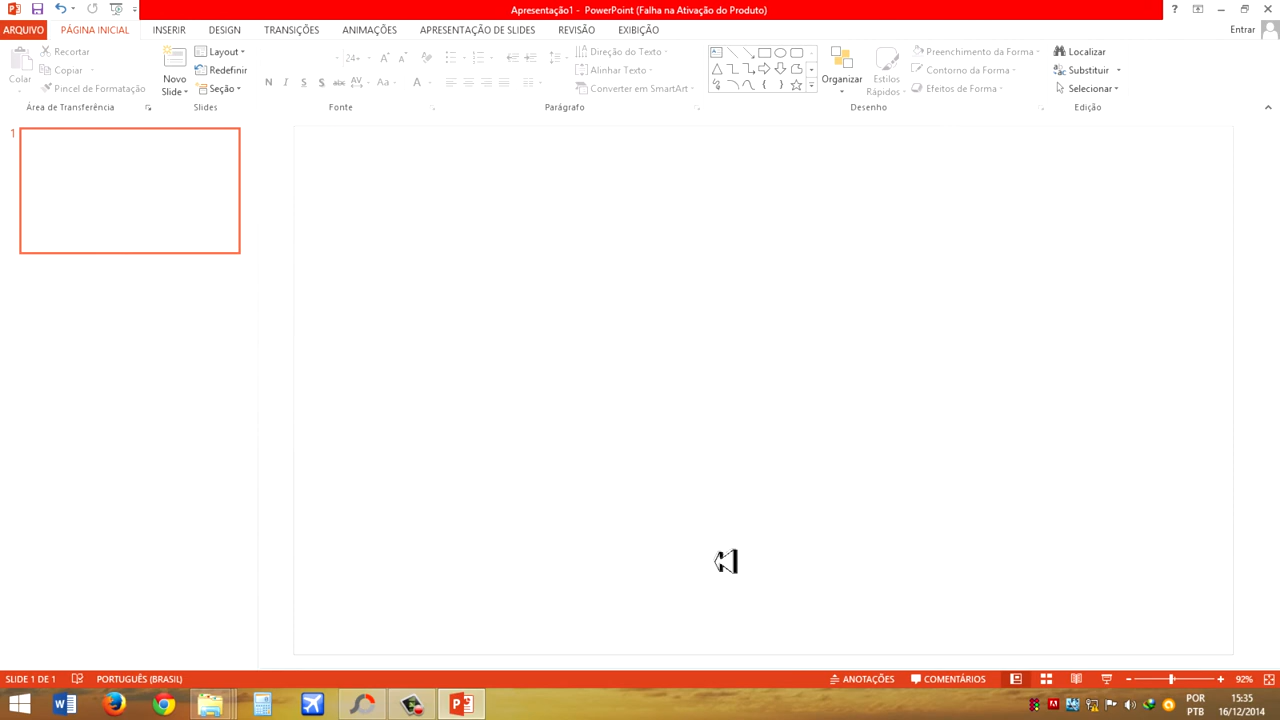 Apresentação1 - PowerPoint (Falha na Ativação do Produto)
ARQUIVO PÁGINA INICIAL INSERIR DESIGN TRANSIÇÕES ANIMAÇÕES APRESENTAÇÃO DE SLIDES REVISÃO EXIBIÇÃO Entrar
Colar
Recortar
Copiar
Pincel de Formatação
Área de Transferência
Novo
Slide
Layout
Redefinir
Seção
Slides
24+
N I S S abc AV Aa A
Fonte
Direção do Texto
Alinhar Texto
Converter em SmartArt
Parágrafo
Organizar
Estilos
Rápidos
Preenchimento da Forma
Contorno da Forma
Efeitos de Forma
Desenho
Localizar
Substituir
Selecionar
Edição
1
SLIDE 1 DE 1 PORTUGUÊS (BRASIL) ANOTAÇÕES COMENTÁRIOS 92%
POR
PTB
15:35
16/12/2014